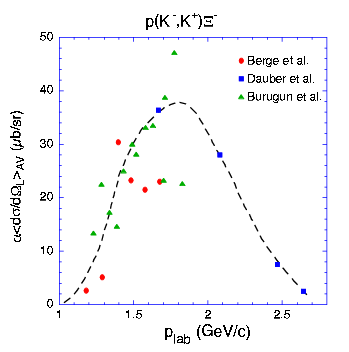 p(K⁻,K⁺)Ξ⁻
50
40
30
20
10
0
α<dσ/dΩL>AV (μb/sr)
Berge et al.
Dauber et al.
Burugun et al.
1
1.5
2
2.5
plab (GeV/c)